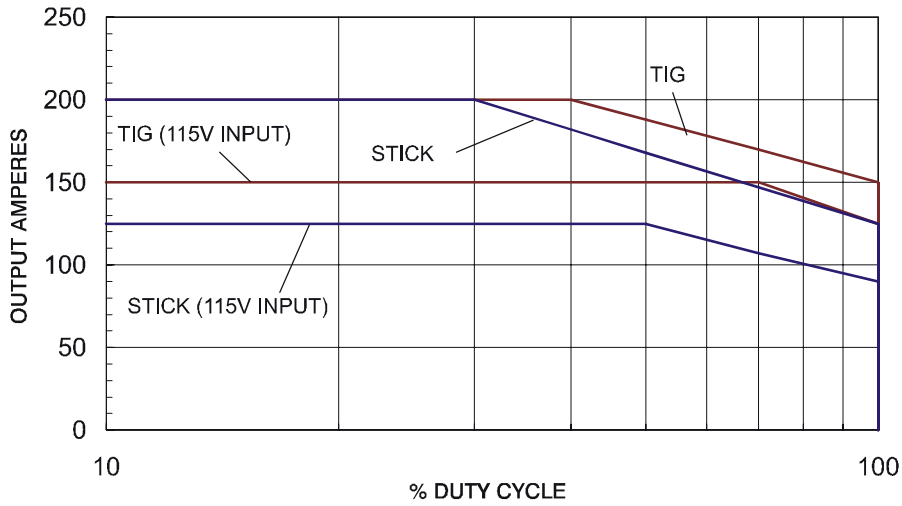 250
200
150
100
50
0
OUTPUT AMPERES
TIG
TIG (115V INPUT)
STICK
STICK (115V INPUT)
10
100
% DUTY CYCLE